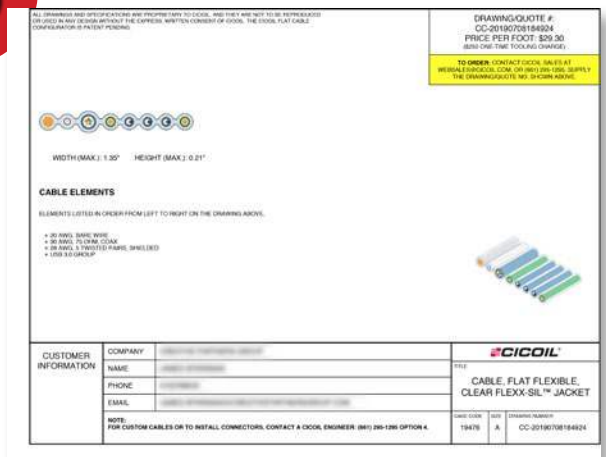 ALL DRAWINGS AND SPECIFICATIONS ARE PROPRIETARY TO CICOIL, AND THEY ARE NOT TO BE REPRODUCED
OR USED IN ANY DESIGN WITHOUT THE EXPRESS, WRITTEN CONSENT OF CICOIL. THE CICOIL FLAT CABLE
CONFIGURATOR IS PATENT PENDING.
DRAWING/QUOTE #:
CC-20190708184924
PRICE PER FOOT: $29.30
($250 ONE-TIME TOOLING CHARGE)
TO ORDER: CONTACT CICOIL SALES AT
WEBSALES@CICOIL.COM, OR (661) 295-1295. SUPPLY
THE DRAWING/QUOTE NO. SHOWN ABOVE.
WIDTH (MAX.): 1.35" HEIGHT (MAX.): 0.21"
CABLE ELEMENTS
ELEMENTS LISTED IN ORDER FROM LEFT TO RIGHT ON THE DRAWING ABOVE.
• 20 AWG, BARE WIRE
• 30 AWG, 75 OHM, COAX
• 28 AWG, 3 TWISTED PAIRS, SHIELDED
• USB 3.0 GROUP
CUSTOMER
INFORMATION
COMPANY
NAME
PHONE
EMAIL
NOTE:
FOR CUSTOM CABLES OR TO INSTALL CONNECTORS, CONTACT A CICOIL ENGINEER: (661) 295-1295 OPTION 4.
CICOIL
TITLE
CABLE, FLAT FLEXIBLE,
CLEAR FLEXX-SIL™ JACKET
CAGE CODE
19476
SIZE
A
DRAWING NUMBER
CC-20190708184924